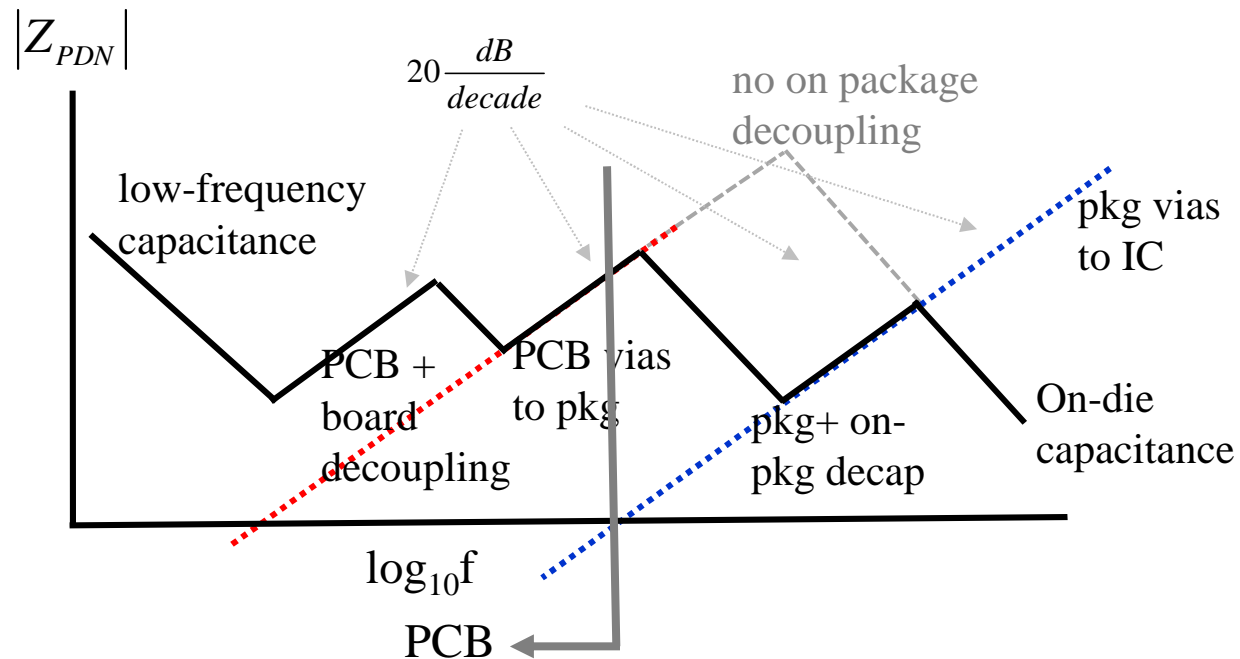 |Z_PDN|
20 dB/decade
no on package
decoupling
low-frequency
capacitance
pkg vias
to IC
PCB +
board
decoupling
PCB vias
to pkg
pkg+ on-
pkg decap
On-die
capacitance
log₁₀f
PCB